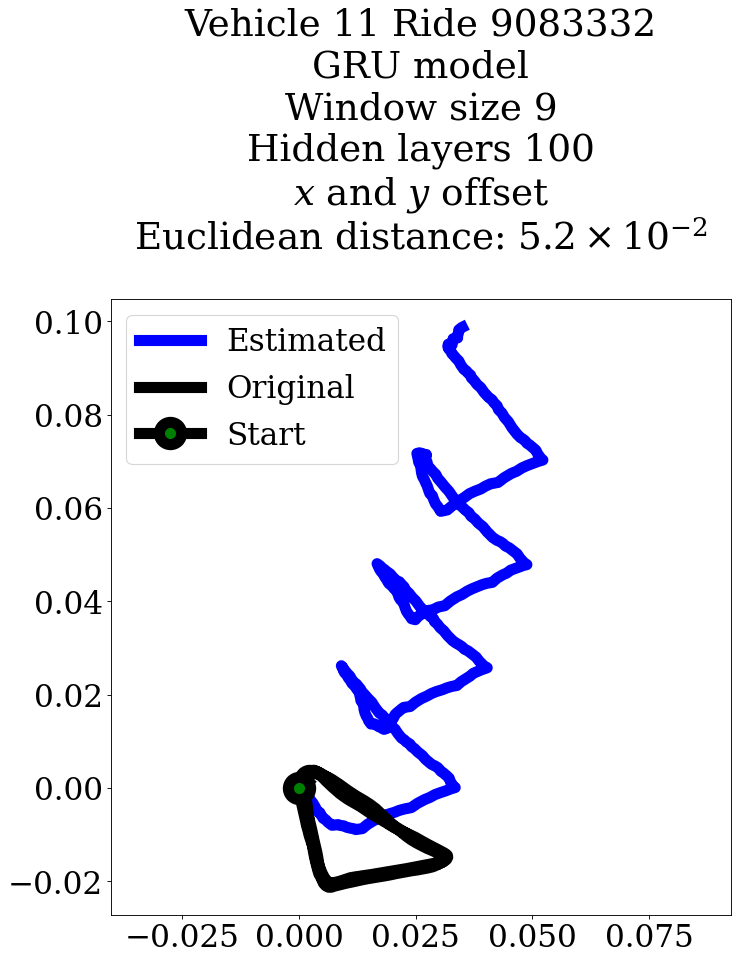 Vehicle 11 Ride 9083332
GRU model
Window size 9
Hidden layers 100
x and y offset
Euclidean distance: 5.2 × 10⁻²
Estimated
Original
Start
0.10
0.08
0.06
0.04
0.02
0.00
−0.02
−0.025 0.000 0.025 0.050 0.075